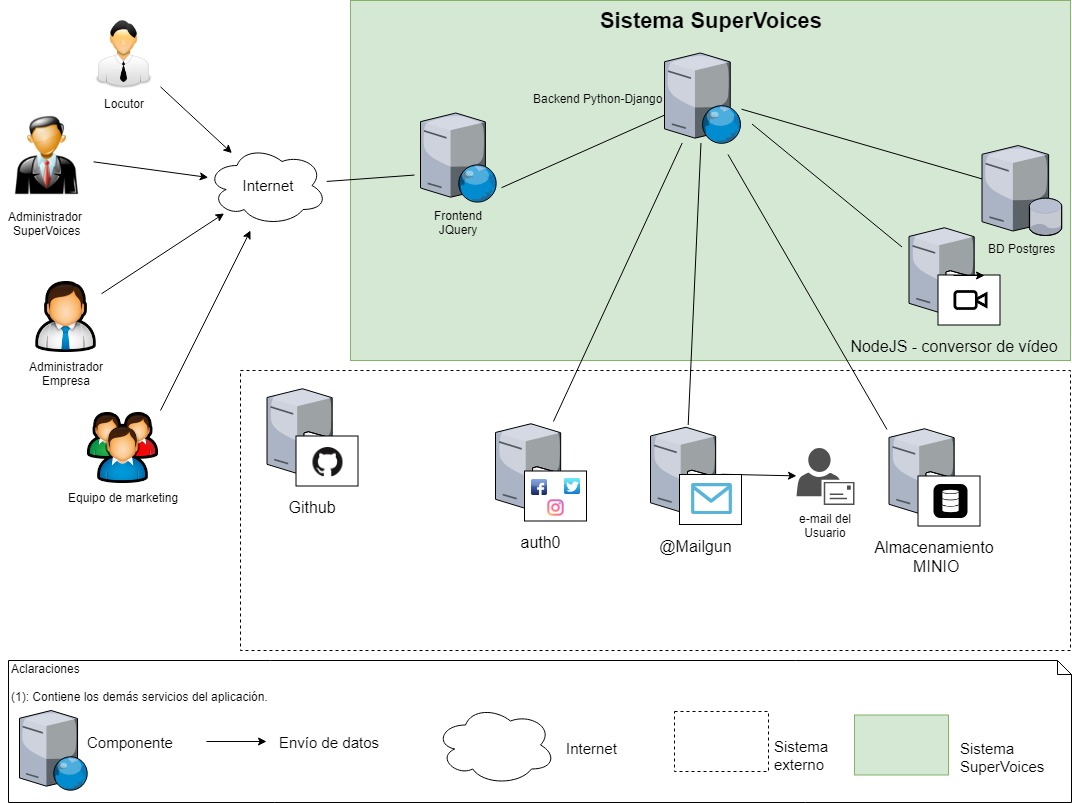 Sistema SuperVoices
Locutor
Backend Python-Django
Administrador
SuperVoices
Internet
Frontend
JQuery
BD Postgres
NodeJS - conversor de vídeo
Administrador
Empresa
Equipo de marketing
Github
auth0
@Mailgun
e-mail del
Usuario
Almacenamiento
MINIO
Aclaraciones
(1): Contiene los demás servicios del aplicación.
Componente
Envío de datos
Internet
Sistema
externo
Sistema
SuperVoices